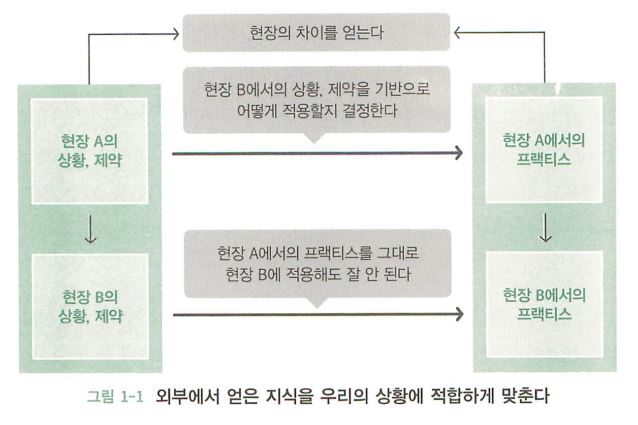 현장의 차이를 얻는다
현장 B에서의 상황, 제약을 기반으로
어떻게 적용할지 결정한다
현장 A의
상황, 제약
현장 A에서의
프랙티스
현장 A에서의 프랙티스를 그대로
현장 B에 적용해도 잘 안 된다
현장 B의
상황, 제약
현장 B에서의
프랙티스
그림 1-1 외부에서 얻은 지식을 우리의 상황에 적합하게 맞춘다